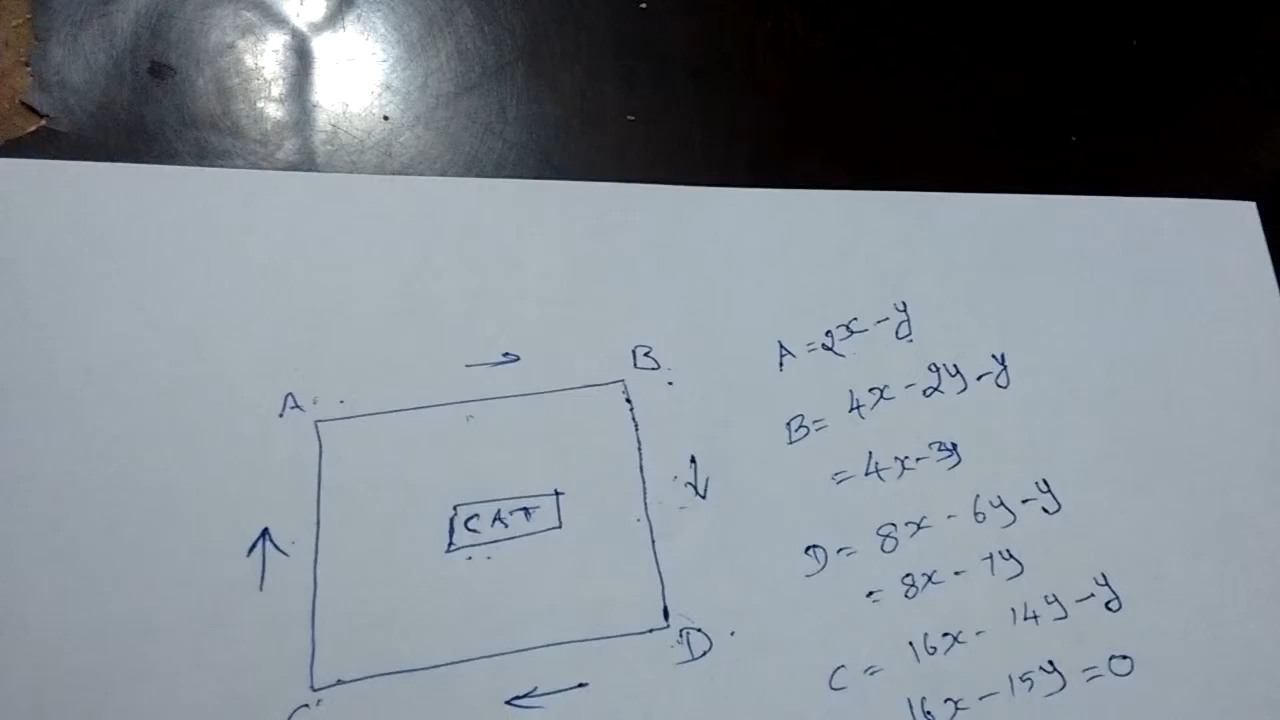 A
B
CAT
D
C
A = 2x - y
B = 4x - 2y - y
= 4x - 3y
D = 8x - 6y - y
= 8x - 7y
C = 16x - 14y - y
16x - 15y = 0